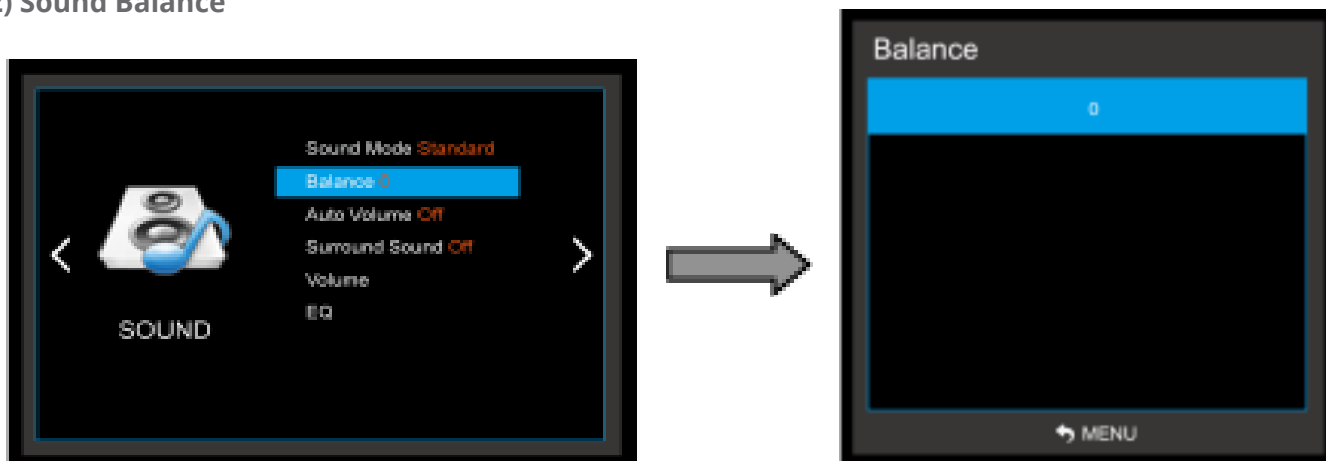 ) Sound Balance
Sound Mode Standard
Balance 0
Auto Volume Off
Surround Sound Off
Volume
EQ
SOUND
Balance
0
MENU